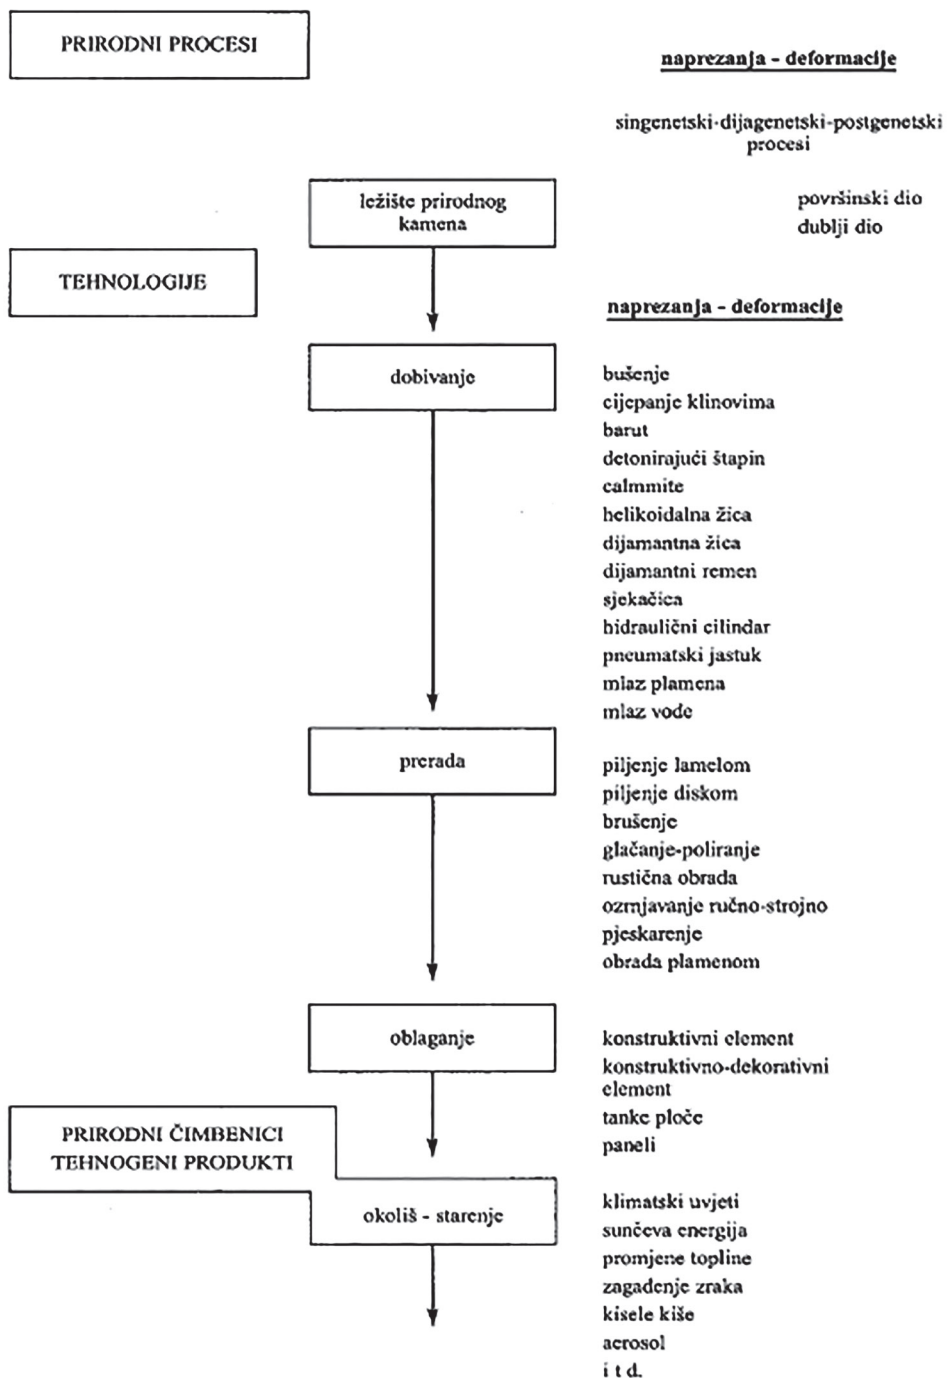 PRIRODNI PROCESI
naprezanja - deformacije
singenetski-dijagenetski-postgenetski
procesi
ležište prirodnog
kamena
površinski dio
dublji dio
TEHNOLOGIJE
naprezanja - deformacije
dobivanje
bušenje
cijepanje klinovima
barut
detonirajući štapin
calmmite
helikoidalna žica
dijamantna žica
dijamantni remen
sjekačica
hidraulični cilindar
pneumatski jastuk
mlaz plamena
mlaz vode
prerada
piljenje lamelom
piljenje diskom
brušenje
glačanje-poliranje
rustična obrada
ozrnjavanje ručno-strojno
pjeskarenje
obrada plamenom
oblaganje
konstruktivni element
konstruktivno-dekorativni
element
tanke ploče
paneli
PRIRODNI ČIMBENICI
TEHNOGENI PRODUKTI
okoliš - starenje
klimatski uvjeti
sunčeva energija
promjene topline
zagađenje zraka
kisele kiše
aerosol
i t d.